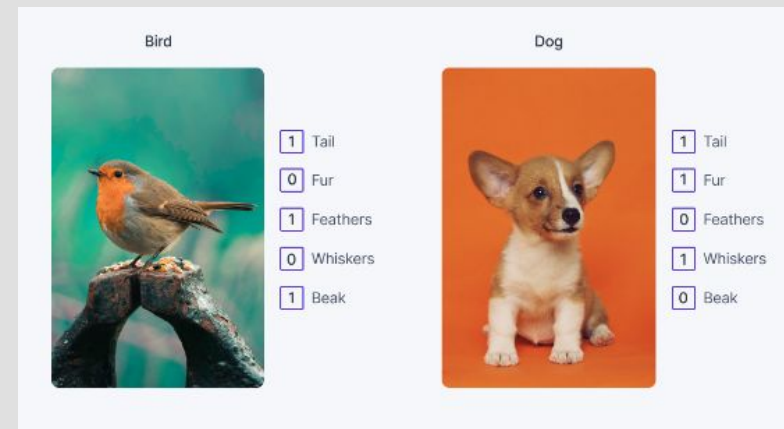 Bird
1 Tail
0 Fur
1 Feathers
0 Whiskers
1 Beak
Dog
1 Tail
1 Fur
0 Feathers
1 Whiskers
0 Beak